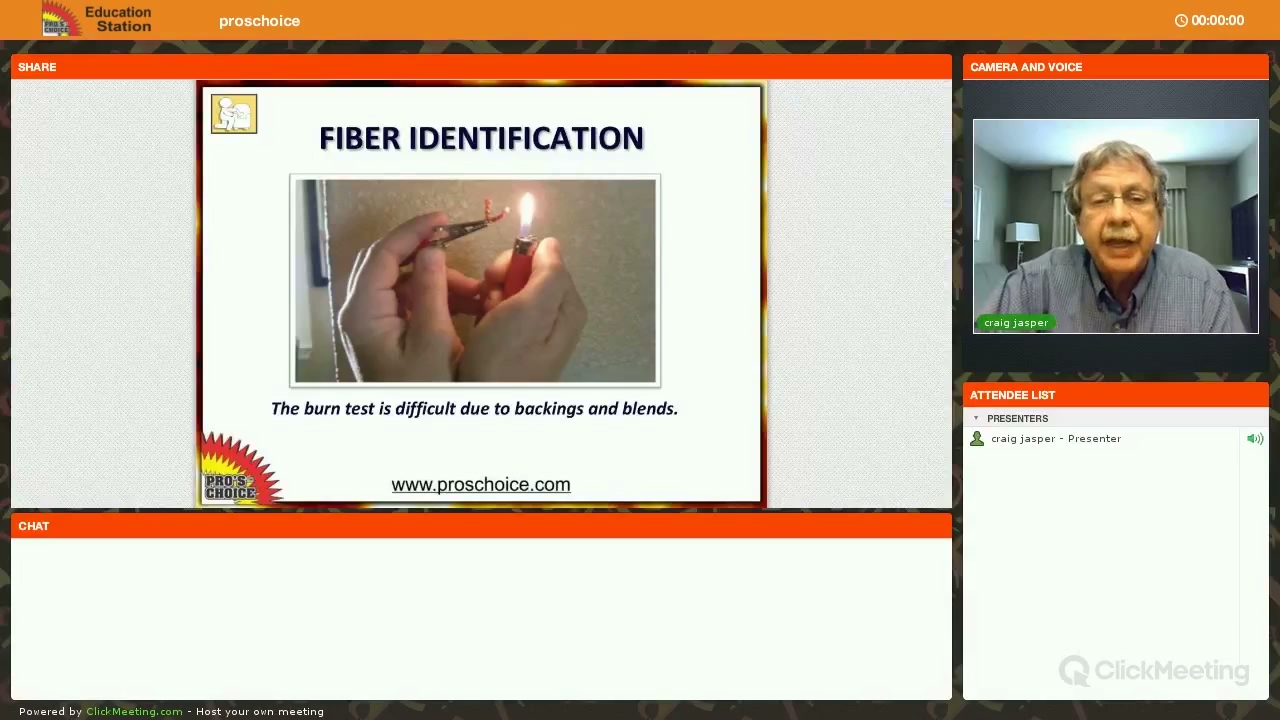 Education
Station
PRO'S
CHOICE
proschoice
00:00:00
SHARE
FIBER IDENTIFICATION
The burn test is difficult due to backings and blends.
PRO'S
CHOICE
www.proschoice.com
CAMERA AND VOICE
craig jasper
ATTENDEE LIST
PRESENTERS
craig jasper - Presenter
CHAT
ClickMeeting
Powered by ClickMeeting.com - Host your own meeting